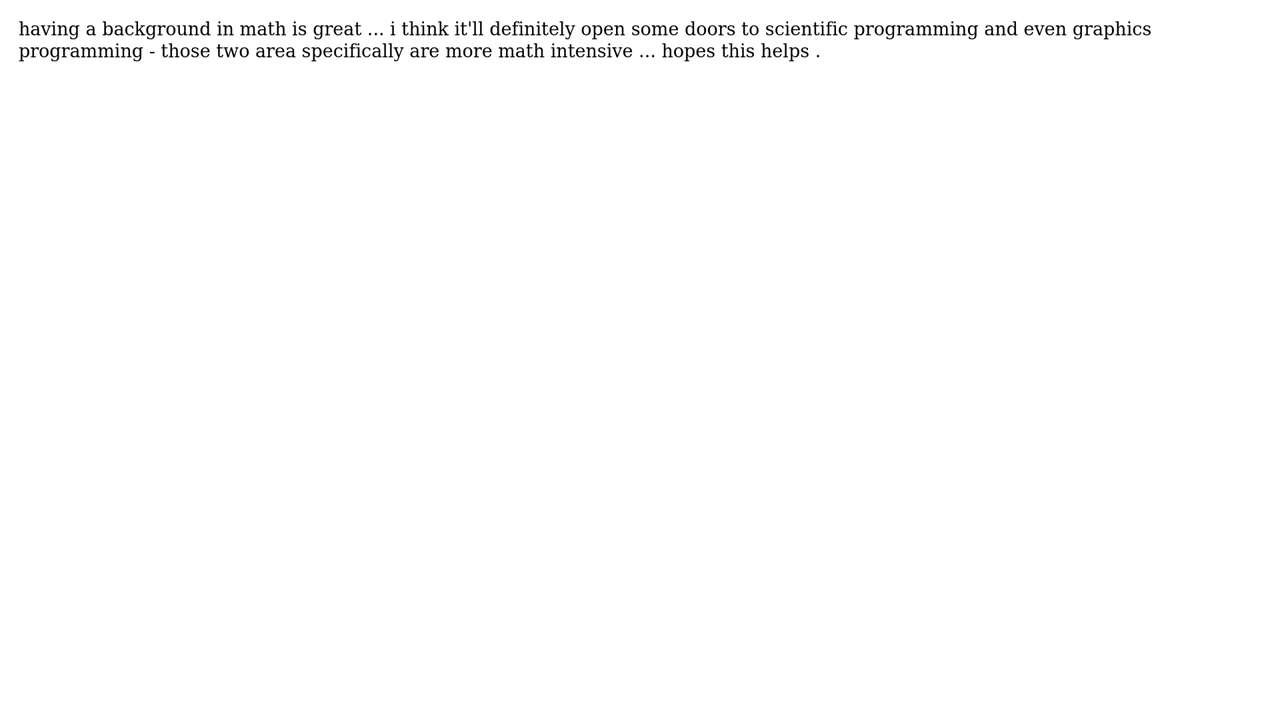 having a background in math is great ... i think it'll definitely open some doors to scientific programming and even graphics
programming - those two area specifically are more math intensive ... hopes this helps .